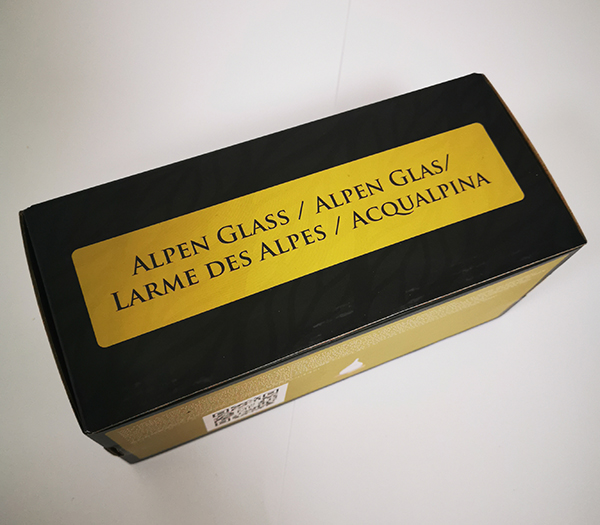 Alpen Glass / Alpen Glas/
Larme des Alpes / Acqualpina